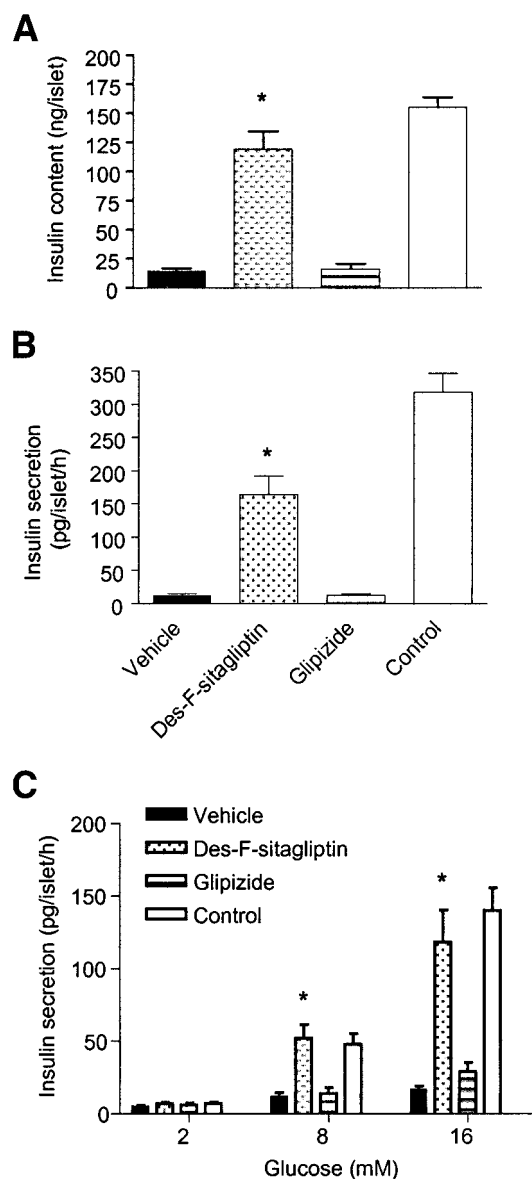 A
Insulin content (ng/islet)
200
175
150
125
100
75
50
25
0
*
B
Insulin secretion
(pg/islet/h)
350
300
250
200
150
100
50
0
*
Vehicle
Des-F-sitagliptin
Glipizide
Control
C
Insulin secretion (pg/islet/h)
200
150
100
50
0
Vehicle
Des-F-sitagliptin
Glipizide
Control
*
*
2 8 16
Glucose (mM)